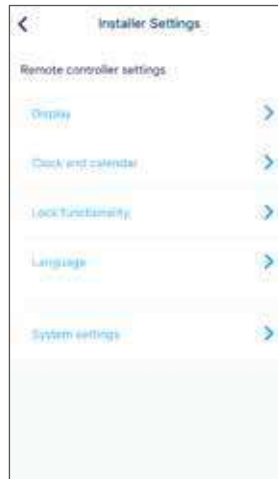 Installer Settings
Remote controller settings
Display
Clock and calendar
Lock functionality
Language
System settings